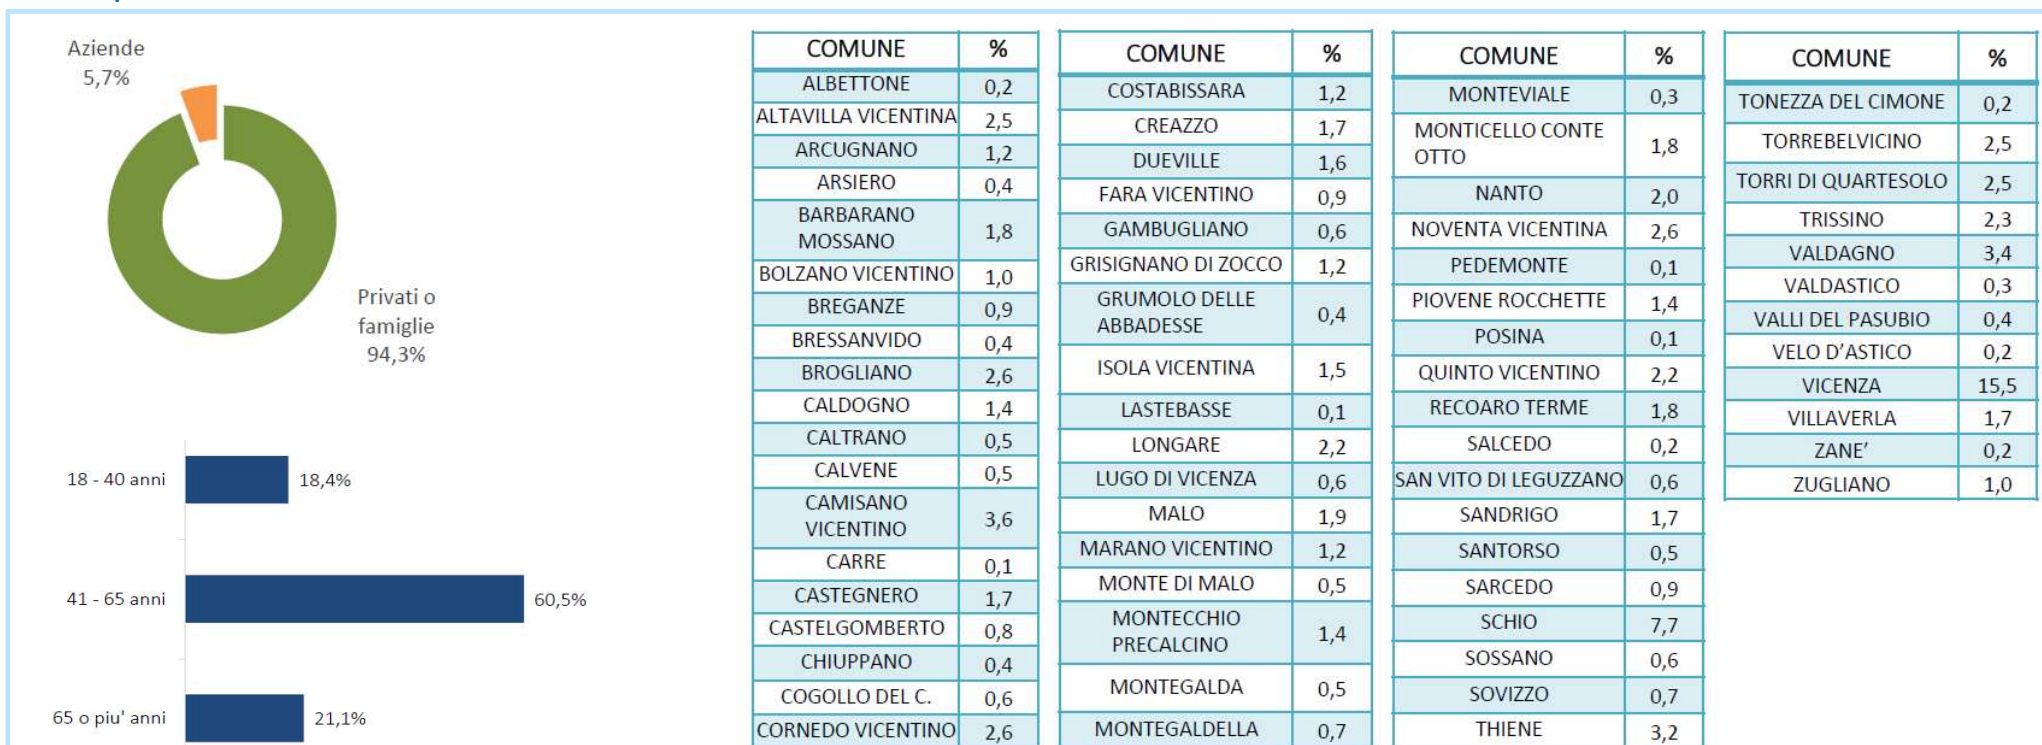 Aziende
5,7%
Privati o
famiglie
94,3%
18 - 40 anni
18,4%
41 - 65 anni
60,5%
65 o piu' anni
21,1%
COMUNE %
ALBETTONE 0,2
ALTAVILLA VICENTINA 2,5
ARCUGNANO 1,2
ARSIERO 0,4
BARBARANO
MOSSANO 1,8
BOLZANO VICENTINO 1,0
BREGANZE 0,9
BRESSANVIDO 0,4
BROGLIANO 2,6
CALDOGNO 1,4
CALTRANO 0,5
CALVENE 0,5
CAMISANO
VICENTINO 3,6
CARRE 0,1
CASTEGNERO 1,7
CASTELGOMBERTO 0,8
CHIUPPANO 0,4
COGOLLO DEL C. 0,6
CORNEDO VICENTINO 2,6
COMUNE %
COSTABISSARA 1,2
CREAZZO 1,7
DUEVILLE 1,6
FARA VICENTINO 0,9
GAMBUGLIANO 0,6
GRISIGNANO DI ZOCCO 1,2
GRUMOLO DELLE
ABBADESSE 0,4
ISOLA VICENTINA 1,5
LASTEBASSE 0,1
LONGARE 2,2
LUGO DI VICENZA 0,6
MALO 1,9
MARANO VICENTINO 1,2
MONTE DI MALO 0,5
MONTECCHIO
PRECALCINO 1,4
MONTEGALDA 0,5
MONTEGALDELLA 0,7
COMUNE %
MONTEVIALE 0,3
MONTICELLO CONTE
OTTO 1,8
NANTO 2,0
NOVENTA VICENTINA 2,6
PEDEMONTE 0,1
PIOVENE ROCCHETTE 1,4
POSINA 0,1
QUINTO VICENTINO 2,2
RECOARO TERME 1,8
SALCEDO 0,2
SAN VITO DI LEGUZZANO 0,6
SANDRIGO 1,7
SANTORSO 0,5
SARCEDO 0,9
SCHIO 7,7
SOSSANO 0,6
SOVIZZO 0,7
THIENE 3,2
COMUNE %
TONEZZA DEL CIMONE 0,2
TORREBELVICINO 2,5
TORRI DI QUARTESOLO 2,5
TRISSINO 2,3
VALDAGNO 3,4
VALDASTICO 0,3
VALLI DEL PASUBIO 0,4
VELO D’ASTICO 0,2
VICENZA 15,5
VILLAVERLA 1,7
ZANE’ 0,2
ZUGLIANO 1,0